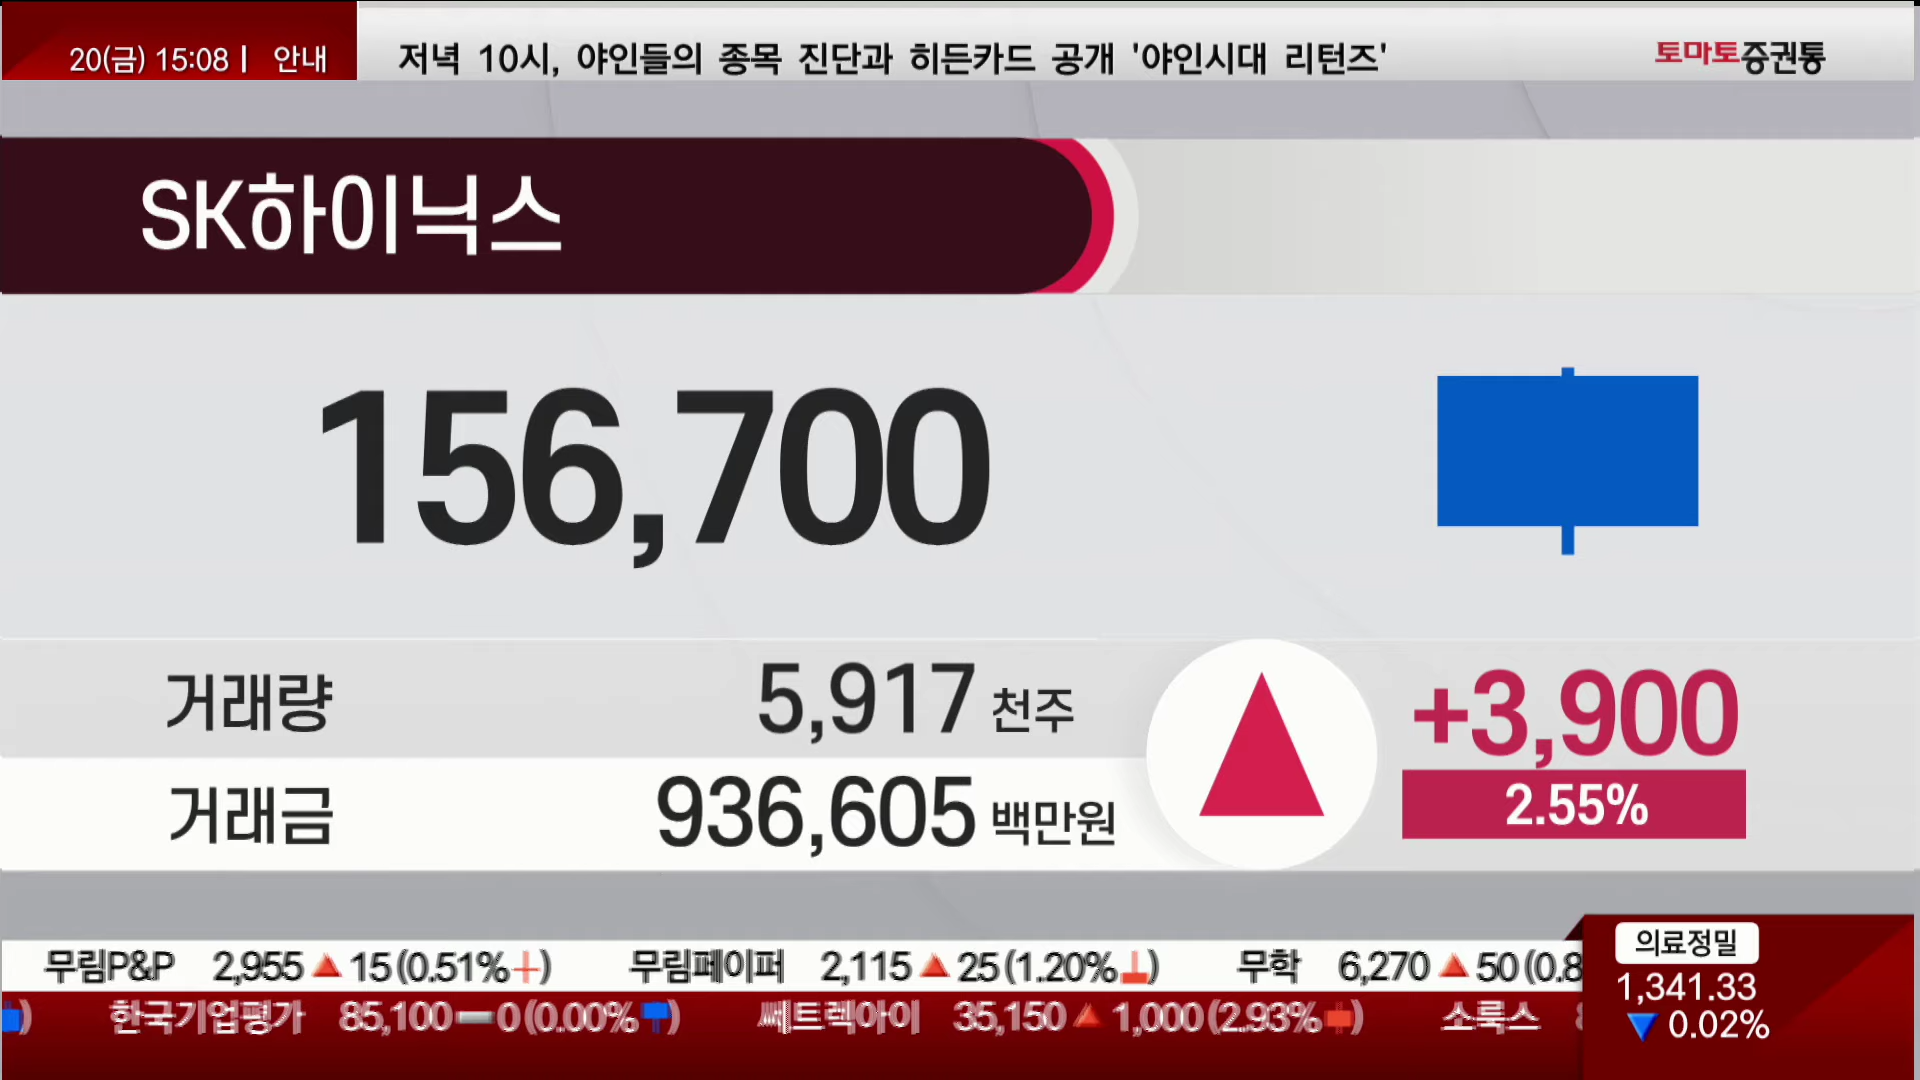 20(금) 15:08 | 안내 저녁 10시, 야인들의 종목 진단과 히든카드 공개 '야인시대 리턴즈' 토마토증권통
SK하이닉스
156,700
거래량 5,917 천주
+3,900
거래금 936,605 백만원
2.55%
무림P&P 2,955 ▲ 15 (0.51% ) 무림페이퍼 2,115 ▲ 25 (1.20% ) 무학 6,270 ▲ 50 (0.8
) 한국기업평가 85,100 0 (0.00% ) 쎄트렉아이 35,150 ▲ 1,000 (2.93% ) 소룩스
의료정밀
1,341.33
▼ 0.02%